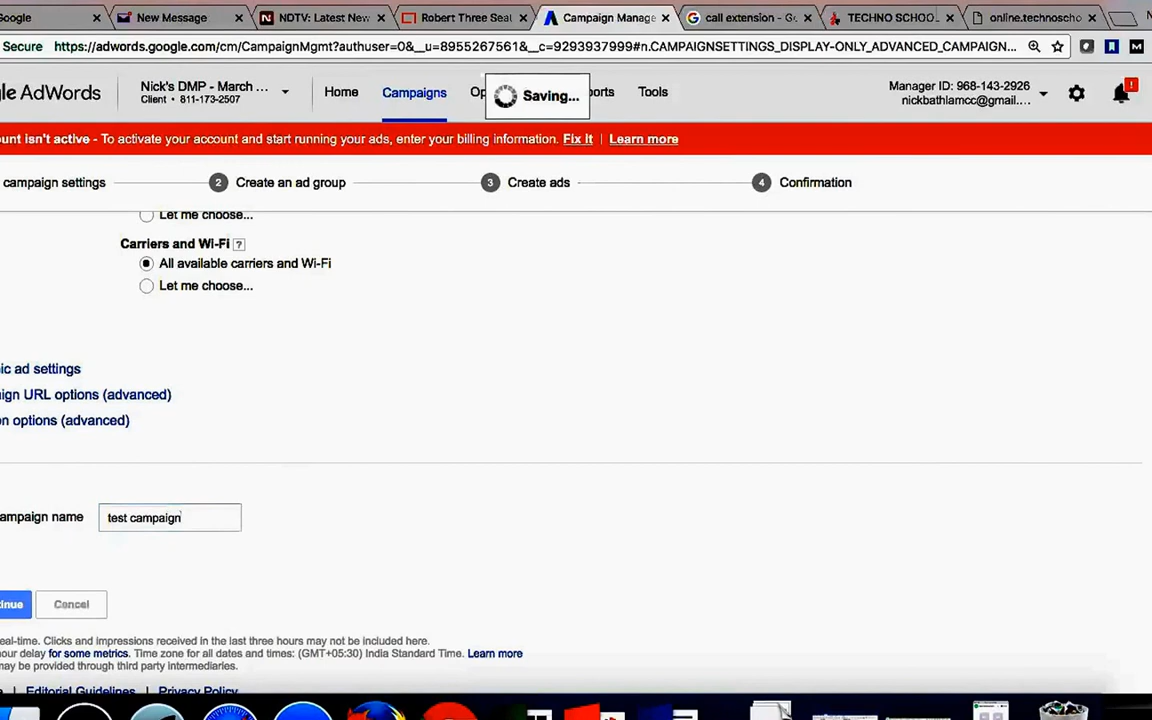 oogle
New Message
NDTV: Latest New
Robert Three Seat
Campaign Manage
call extension - Go
TECHNO SCHOOL
online.technoscho
Secure
https://adwords.google.com/cm/CampaignMgmt?authuser=0&__u=8955267561&__c=9293937999#n.CAMPAIGNSETTINGS_DISPLAY-ONLY_ADVANCED_CAMPAIGN...
gle AdWords
Nick's DMP - March ...
Client • 811-173-2507
Home
Campaigns
Op
Saving...
orts
Tools
Manager ID: 968-143-2926
nickbathlamcc@gmail....
ount isn't active - To activate your account and start running your ads, enter your billing information. Fix It | Learn more
campaign settings
2 Create an ad group
3 Create ads
4 Confirmation
Let me choose...
Carriers and Wi-Fi ?
All available carriers and Wi-Fi
Let me choose...
ic ad settings
ign URL options (advanced)
n options (advanced)
ampaign name
test campaign
tinue
Cancel
eal-time. Clicks and impressions received in the last three hours may not be included here.
our delay for some metrics. Time zone for all dates and times: (GMT+05:30) India Standard Time. Learn more
may be provided through third party intermediaries.
Editorial Guidelines | Privacy Policy